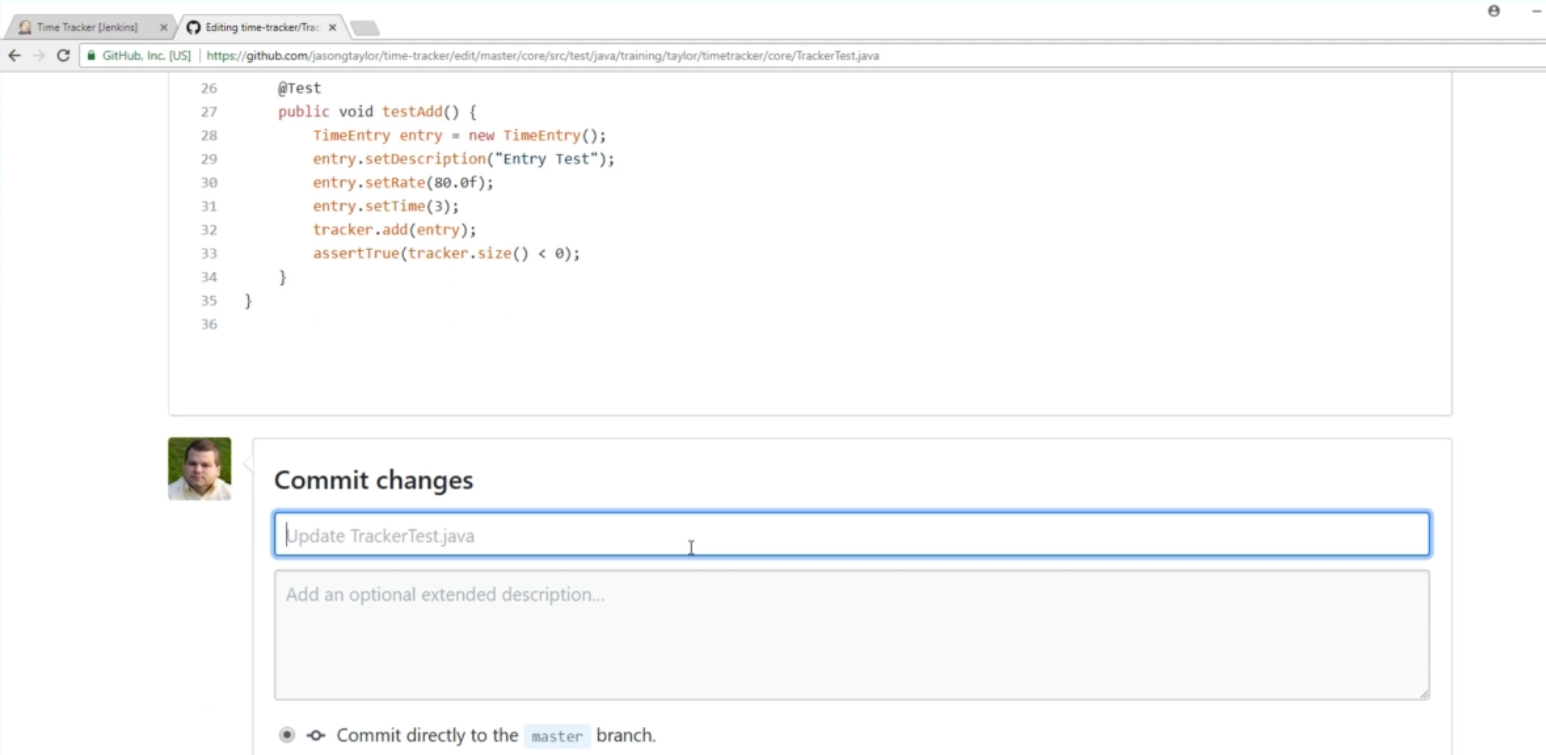 Time Tracker [Jenkins]
Editing time-tracker/Trac
GitHub, Inc. [US] https://github.com/jasongtaylor/time-tracker/edit/master/core/src/test/java/training/taylor/timetracker/core/TrackerTest.java
26 @Test
27 public void testAdd() {
28 TimeEntry entry = new TimeEntry();
29 entry.setDescription("Entry Test");
30 entry.setRate(80.0f);
31 entry.setTime(3);
32 tracker.add(entry);
33 assertTrue(tracker.size() < 0);
34 }
35 }
36
Commit changes
Update TrackerTest.java
Add an optional extended description...
Commit directly to the master branch.